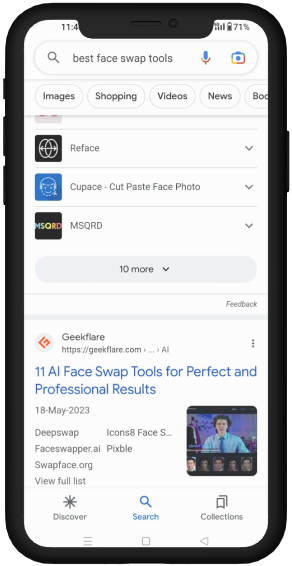 11:4
71%
best face swap tools
Images Shopping Videos News Boo
Reface
Cupace - Cut Paste Face Photo
MSQRD MSQRD
10 more
Feedback
Geekflare
https://geekflare.com › ... › AI
11 AI Face Swap Tools for Perfect and
Professional Results
18-May-2023
Deepswap Icons8 Face S...
Faceswapper.ai Pixble
Swapface.org
View full list
Discover Search Collections